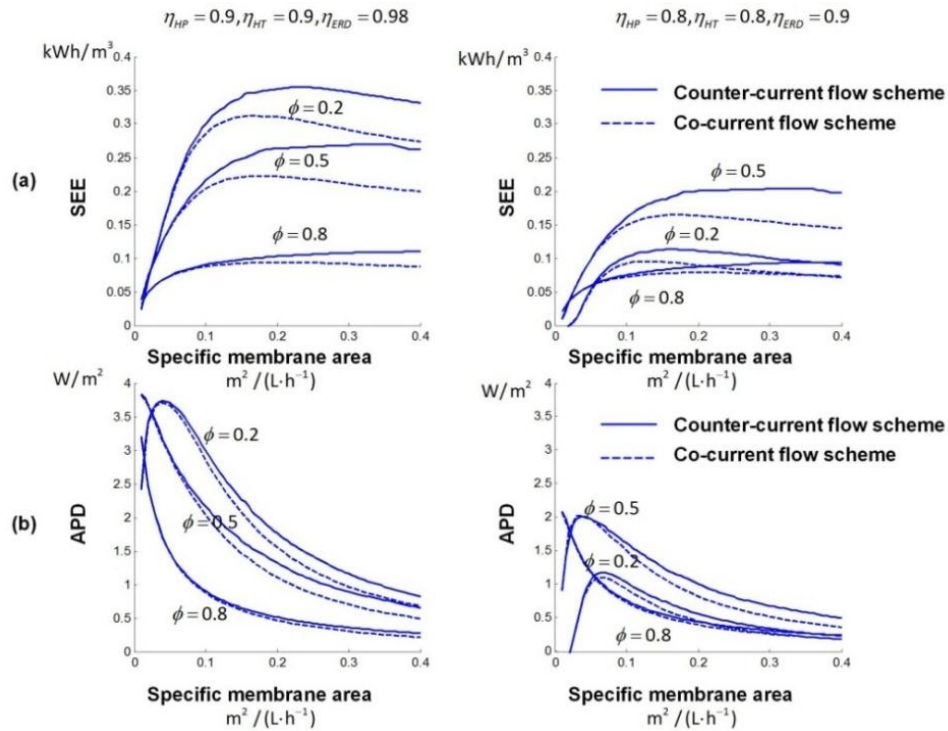 η_HP = 0.9, η_HT = 0.9, η_ERD = 0.98
η_HP = 0.8, η_HT = 0.8, η_ERD = 0.9
(a)
kWh/m³
SEE
0.4
0.35
0.3
0.25
0.2
0.15
0.1
0.05
0
ϕ = 0.2
ϕ = 0.5
ϕ = 0.8
0.1 0.2 0.3 0.4
Specific membrane area
m² / (L·h⁻¹)
kWh/m³
SEE
0.4
0.35
0.3
0.25
0.2
0.15
0.1
0.05
0
Counter-current flow scheme
Co-current flow scheme
ϕ = 0.5
ϕ = 0.2
ϕ = 0.8
0.1 0.2 0.3 0.4
Specific membrane area
m² / (L·h⁻¹)
(b)
W/m²
APD
4
3.5
3
2.5
2
1.5
1
0.5
0
ϕ = 0.2
ϕ = 0.5
ϕ = 0.8
0.1 0.2 0.3 0.4
Specific membrane area
m² / (L·h⁻¹)
W/m²
APD
4
3.5
3
2.5
2
1.5
1
0.5
0
Counter-current flow scheme
Co-current flow scheme
ϕ = 0.5
ϕ = 0.2
ϕ = 0.8
0.1 0.2 0.3 0.4
Specific membrane area
m² / (L·h⁻¹)